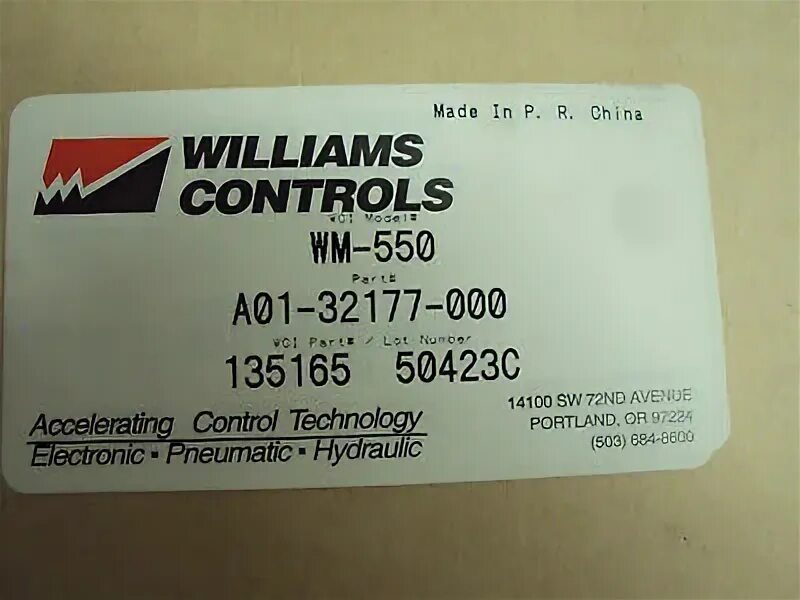 Made In P. R. China
WILLIAMS
CONTROLS
WCI Model#
WM-550
Part#
A01-32177-000
WCI Part# / Lot Number
135165 50423C
14100 SW 72ND AVENUE
PORTLAND, OR 97224
(503) 684-8600
Accelerating Control Technology
Electronic ▪ Pneumatic ▪ Hydraulic